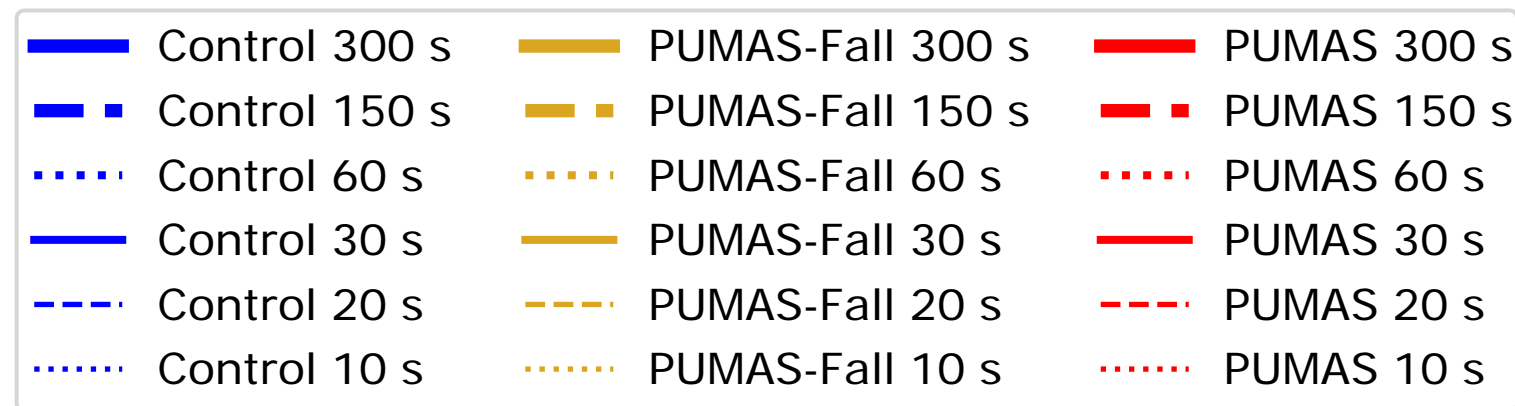 Control 300 s PUMAS-Fall 300 s PUMAS 300 s
Control 150 s PUMAS-Fall 150 s PUMAS 150 s
Control 60 s PUMAS-Fall 60 s PUMAS 60 s
Control 30 s PUMAS-Fall 30 s PUMAS 30 s
Control 20 s PUMAS-Fall 20 s PUMAS 20 s
Control 10 s PUMAS-Fall 10 s PUMAS 10 s